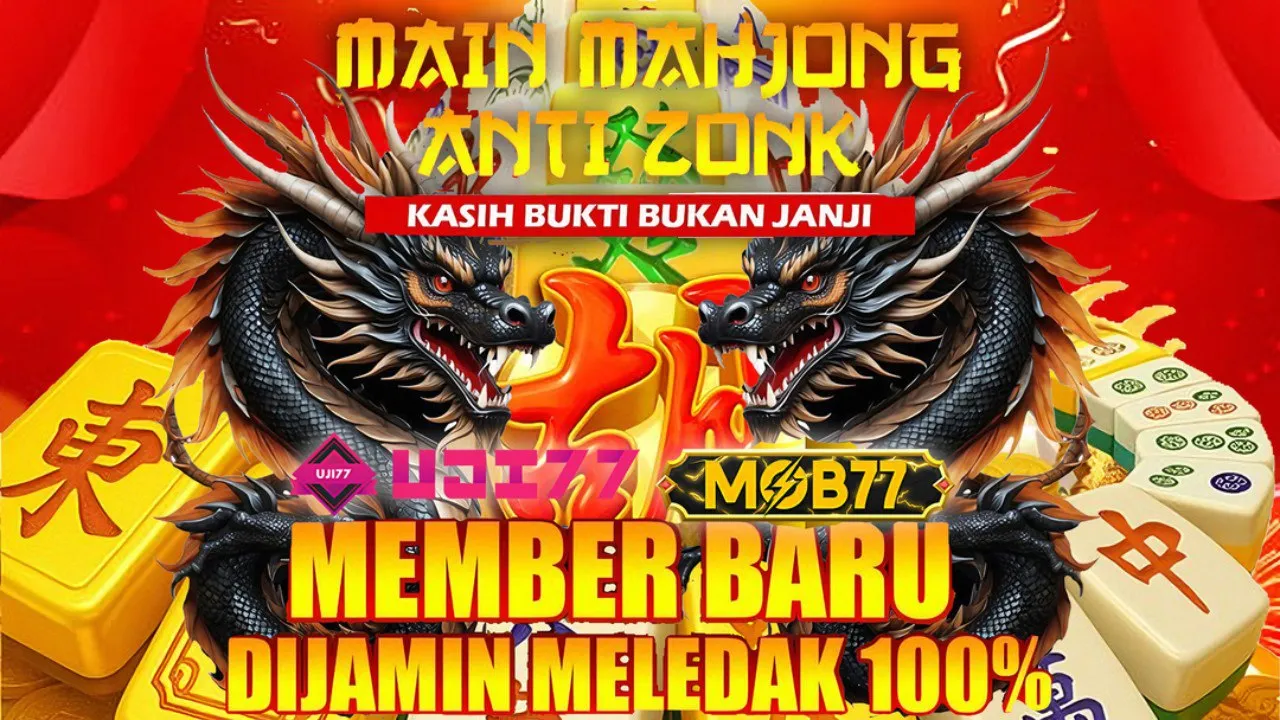 MAIN MAHJONG
ANTI ZONK
KASIH BUKTI BUKAN JANJI
東
中
UJI77
UJI77
MOB77
MEMBER BARU
DIJAMIN MELEDAK 100%